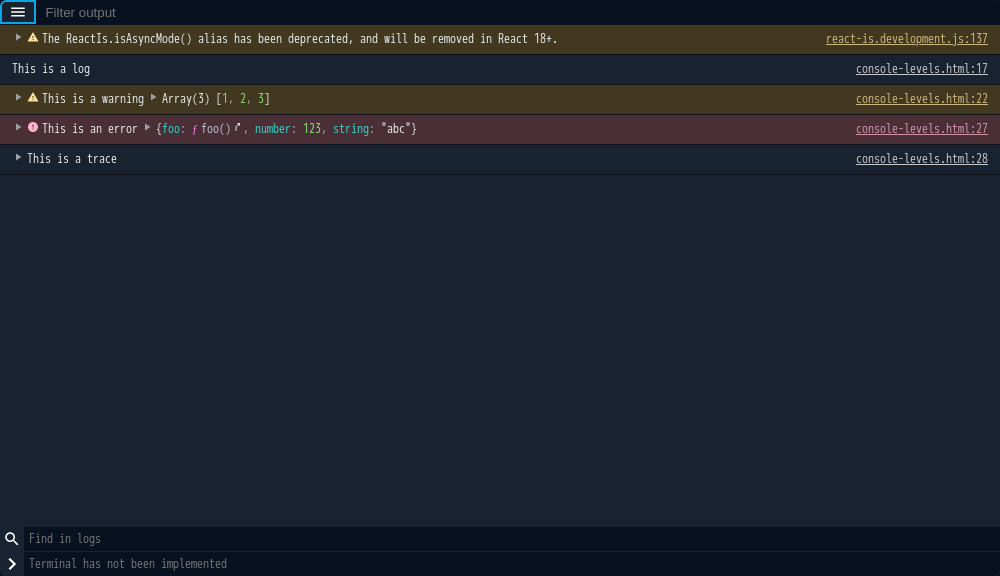 Filter output
The ReactIs.isAsyncMode() alias has been deprecated, and will be removed in React 18+. react-is.development.js:137
This is a log console-levels.html:17
This is a warning Array(3) [1, 2, 3] console-levels.html:22
This is an error {foo: ƒ foo() , number: 123, string: "abc"} console-levels.html:27
This is a trace console-levels.html:28
Find in logs
Terminal has not been implemented